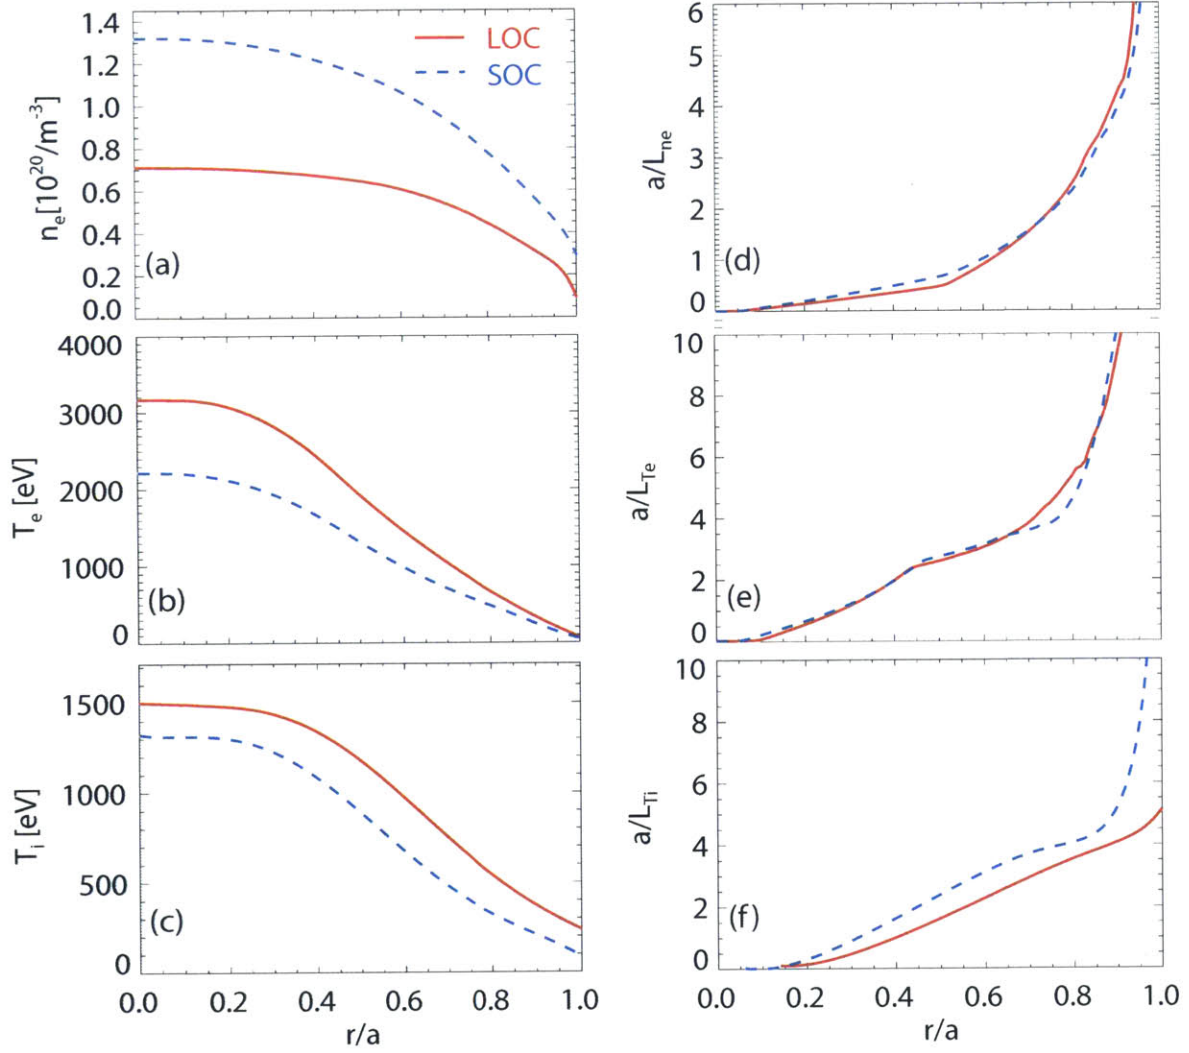 1.4
1.2
1.0
0.8
0.6
0.4
0.2
0.0
n_e[10^20/m^-3]
LOC
SOC
(a)
6
5
4
3
2
1
0
a/L_ne
(d)
4000
3000
2000
1000
0
T_e [eV]
(b)
10
8
6
4
2
0
a/L_Te
(e)
1500
1000
500
0
T_i [eV]
(c)
0.0 0.2 0.4 0.6 0.8 1.0
r/a
10
8
6
4
2
0
a/L_Ti
(f)
0.0 0.2 0.4 0.6 0.8 1.0
r/a